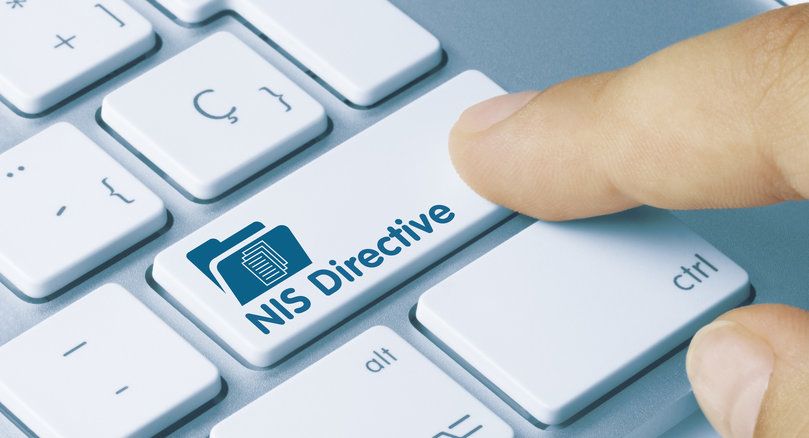 * ]
+
Ç }
¨ {
´
NIS Directive
ctrl
–
-
alt